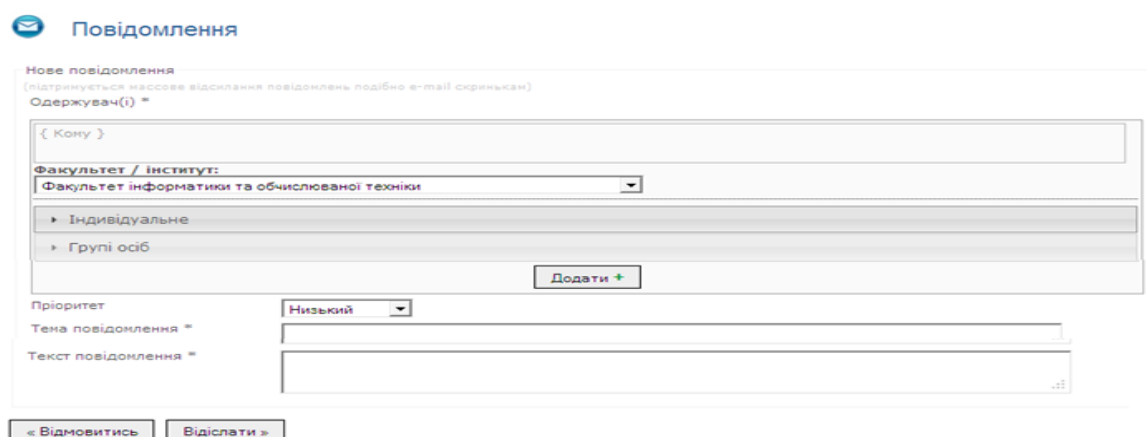 Повідомлення
Нове повідомлення
(підтримується массове відсилання повідомлень подібно e-mail скринькам)
Одержувач(і) *
{ Кому }
Факультет / інститут:
Факультет інформатики та обчислюваної техніки
Індивідуальне
Групі осіб
Додати +
Пріоритет
Низький
Тема повідомлення *
Текст повідомлення *
« Відмовитись
Відіслати »